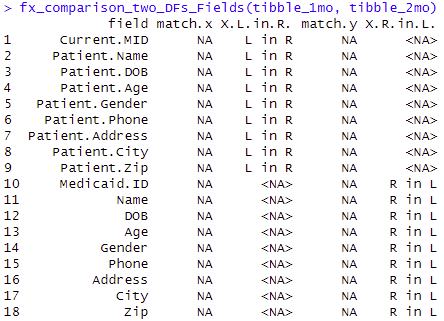 > fx_comparison_two_DFs_Fields(tibble_1mo, tibble_2mo)
field match.x X.L.in.R. match.y X.R.in.L.
1 Current.MID NA L in R NA <NA>
2 Patient.Name NA L in R NA <NA>
3 Patient.DOB NA L in R NA <NA>
4 Patient.Age NA L in R NA <NA>
5 Patient.Gender NA L in R NA <NA>
6 Patient.Phone NA L in R NA <NA>
7 Patient.Address NA L in R NA <NA>
8 Patient.City NA L in R NA <NA>
9 Patient.Zip NA L in R NA <NA>
10 Medicaid.ID NA <NA> NA R in L
11 Name NA <NA> NA R in L
12 DOB NA <NA> NA R in L
13 Age NA <NA> NA R in L
14 Gender NA <NA> NA R in L
15 Phone NA <NA> NA R in L
16 Address NA <NA> NA R in L
17 City NA <NA> NA R in L
18 Zip NA <NA> NA R in L